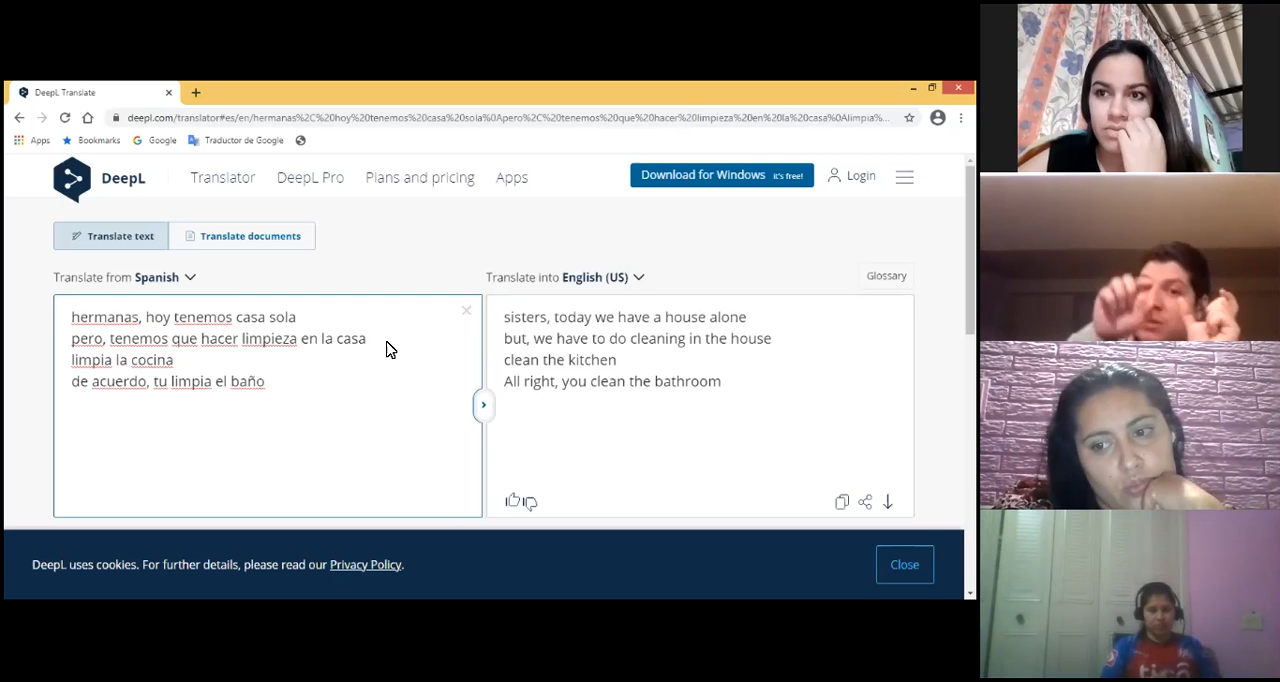 DeepL Translate
deepl.com/translator#es/en/hermanas%2C%20hoy%20tenemos%20casa%20sola%0Apero%2C%20tenemos%20que%20hacer%20limpieza%20en%20la%20casa%0Alimpia%...
Apps Bookmarks Google Traductor de Google
DeepL Translator DeepL Pro Plans and pricing Apps Download for Windows It's free! Login
Translate text Translate documents
Translate from Spanish Translate into English (US) Glossary
hermanas, hoy tenemos casa sola
pero, tenemos que hacer limpieza en la casa
limpia la cocina
de acuerdo, tu limpia el baño
sisters, today we have a house alone
but, we have to do cleaning in the house
clean the kitchen
All right, you clean the bathroom
DeepL uses cookies. For further details, please read our Privacy Policy. Close
tigo